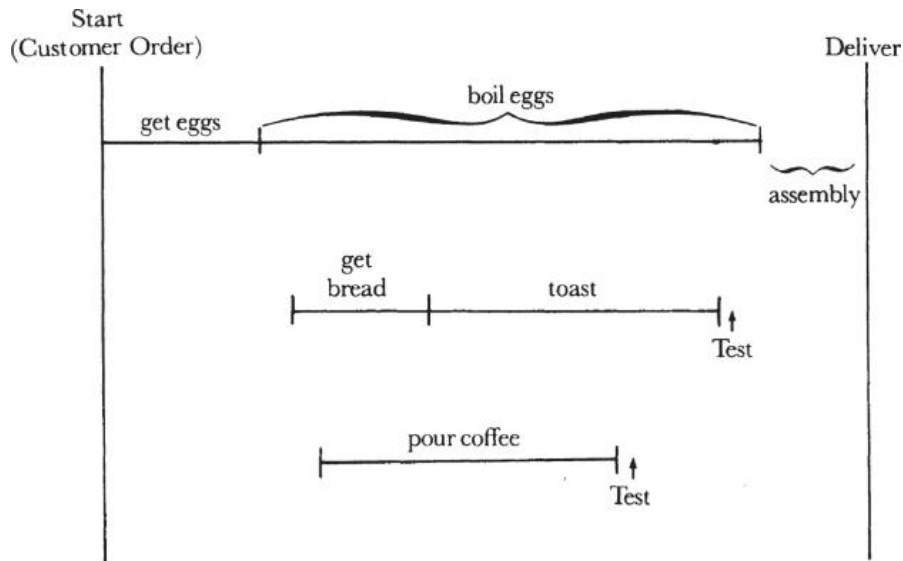 Start
(Customer Order)
Deliver
boil eggs
get eggs
assembly
get
bread
toast
Test
pour coffee
Test